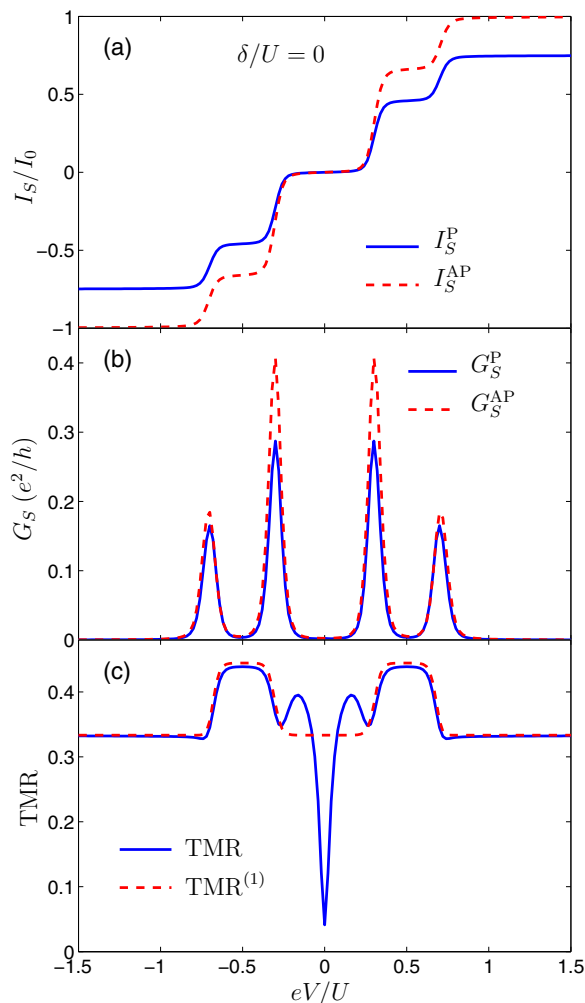 (a)
δ/U = 0
1
0.5
0
−0.5
−1
I_S/I_0
I_S^P
I_S^AP
(b)
G_S^P
G_S^AP
0.4
0.3
0.2
0.1
0
G_S (e²/h)
(c)
0.4
0.3
0.2
0.1
0
TMR
TMR
TMR^(1)
−1.5 −1 −0.5 0 0.5 1 1.5
eV/U